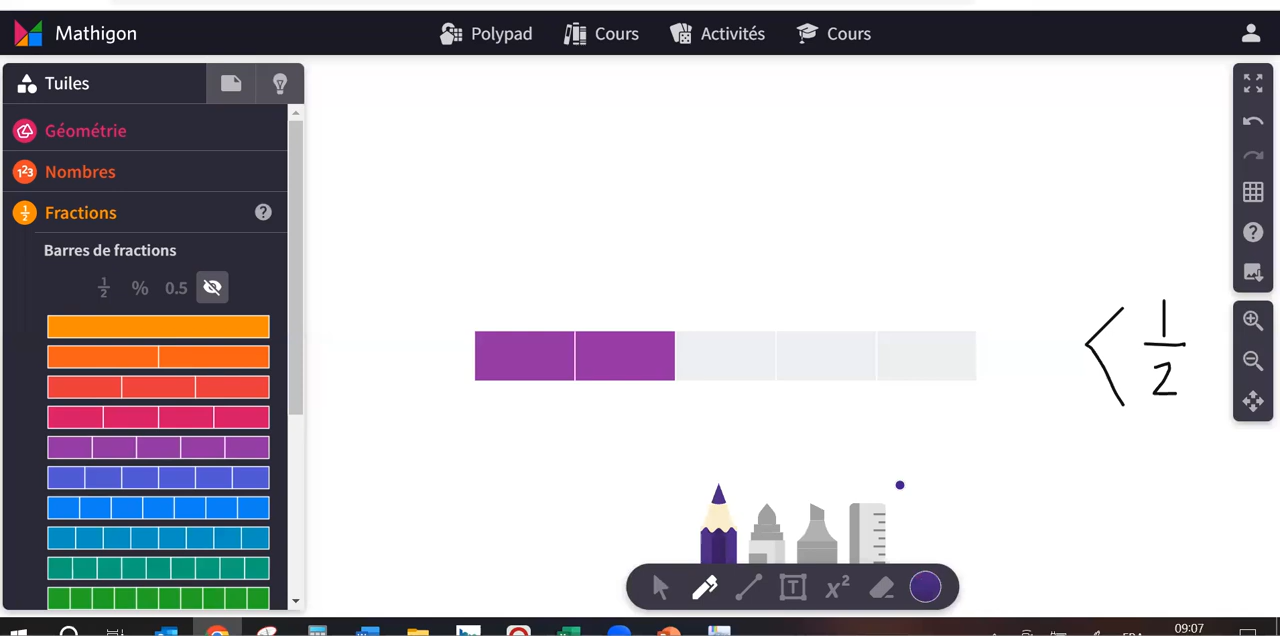 Mathigon
Polypad
Cours
Activités
Cours
Tuiles
Géométrie
Nombres
Fractions
Barres de fractions
1/2 % 0.5
< 1/2
T x²
09:07